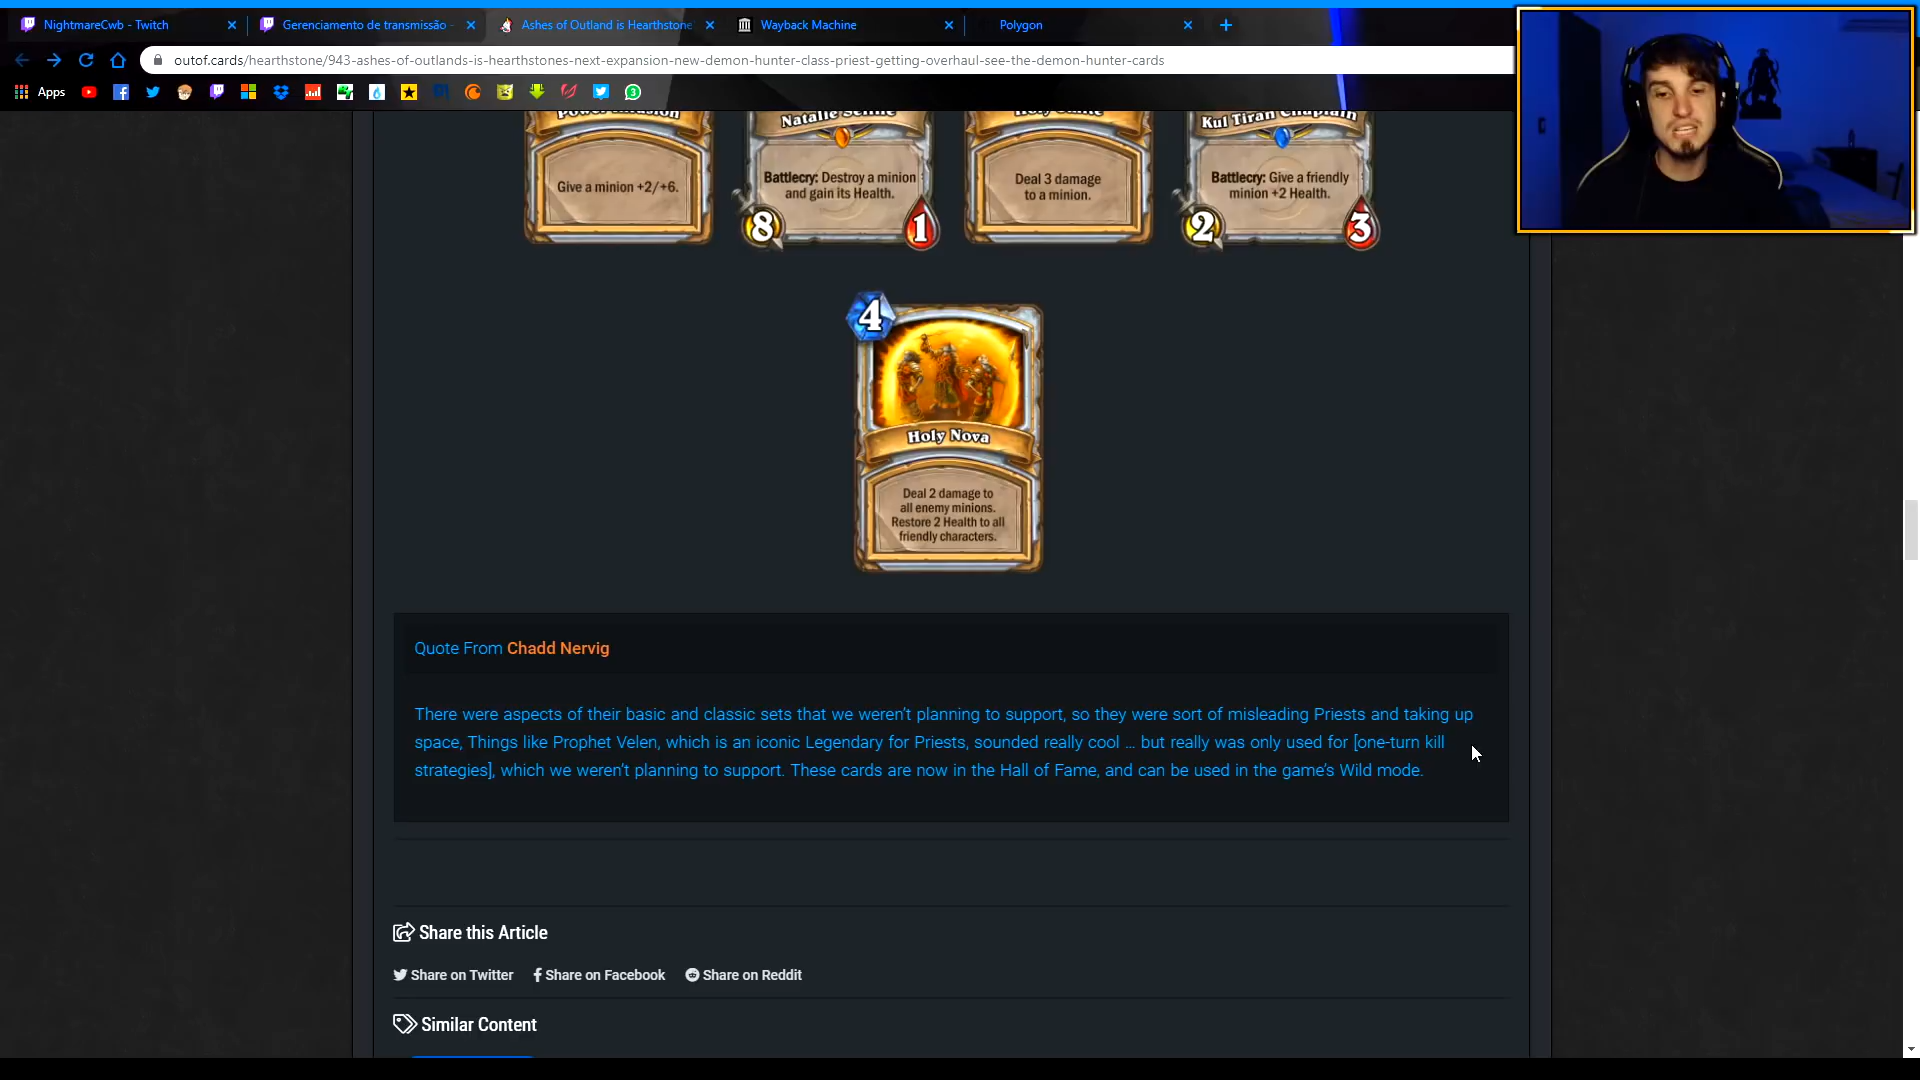 NightmareCwb - Twitch
Gerenciamento de transmissão -
Ashes of Outland is Hearthstone
Wayback Machine
Polygon
outof.cards/hearthstone/943-ashes-of-outlands-is-hearthstones-next-expansion-new-demon-hunter-class-priest-getting-overhaul-see-the-demon-hunter-cards
Apps
Natalie Seline
Kul Tiran Chaplain
Give a minion +2/+6.
Battlecry: Destroy a minion
and gain its Health.
8
1
Deal 3 damage
to a minion.
Battlecry: Give a friendly
minion +2 Health.
2
3
4
Holy Nova
Deal 2 damage to
all enemy minions.
Restore 2 Health to all
friendly characters.
Quote From Chadd Nervig
There were aspects of their basic and classic sets that we weren't planning to support, so they were sort of misleading Priests and taking up
space, Things like Prophet Velen, which is an iconic Legendary for Priests, sounded really cool ... but really was only used for [one-turn kill
strategies], which we weren't planning to support. These cards are now in the Hall of Fame, and can be used in the game's Wild mode.
Share this Article
Share on Twitter
Share on Facebook
Share on Reddit
Similar Content